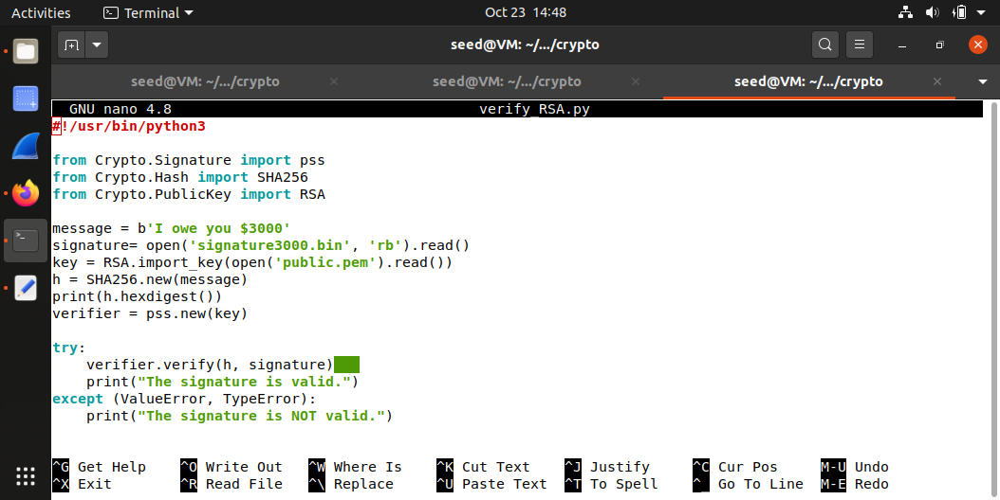 Activities Terminal Oct 23 14:48
seed@VM: ~/.../crypto
seed@VM: ~/.../crypto seed@VM: ~/.../crypto seed@VM: ~/.../crypto
GNU nano 4.8 verify_RSA.py
#!/usr/bin/python3
from Crypto.Signature import pss
from Crypto.Hash import SHA256
from Crypto.PublicKey import RSA
message = b'I owe you $3000'
signature= open('signature3000.bin', 'rb').read()
key = RSA.import_key(open('public.pem').read())
h = SHA256.new(message)
print(h.hexdigest())
verifier = pss.new(key)
try:
    verifier.verify(h, signature)
    print("The signature is valid.")
except (ValueError, TypeError):
    print("The signature is NOT valid.")
^G Get Help ^O Write Out ^W Where Is ^K Cut Text ^J Justify ^C Cur Pos M-U Undo
^X Exit ^R Read File ^\ Replace ^U Paste Text ^T To Spell ^_ Go To Line M-E Redo